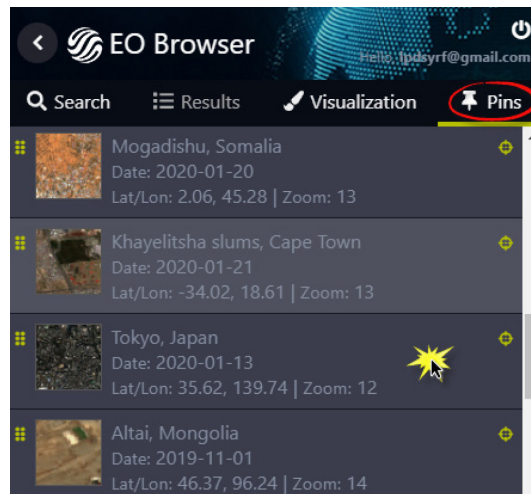 EO Browser
Hello, lpdsyrf@gmail.com
Search Results Visualization Pins
Mogadishu, Somalia
Date: 2020-01-20
Lat/Lon: 2.06, 45.28 | Zoom: 13
Khayelitsha slums, Cape Town
Date: 2020-01-21
Lat/Lon: -34.02, 18.61 | Zoom: 13
Tokyo, Japan
Date: 2020-01-13
Lat/Lon: 35.62, 139.74 | Zoom: 12
Altai, Mongolia
Date: 2019-11-01
Lat/Lon: 46.37, 96.24 | Zoom: 14